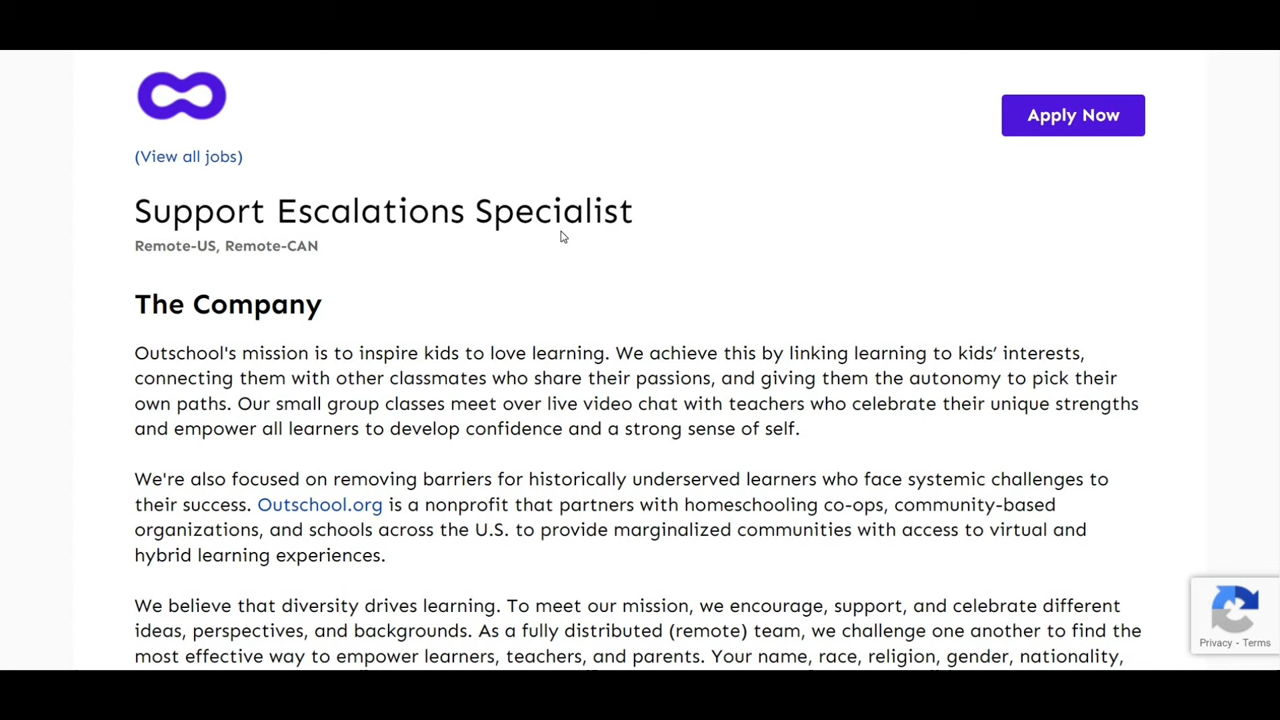 Apply Now
(View all jobs)
Support Escalations Specialist
Remote-US, Remote-CAN
The Company
Outschool's mission is to inspire kids to love learning. We achieve this by linking learning to kids’ interests,
connecting them with other classmates who share their passions, and giving them the autonomy to pick their
own paths. Our small group classes meet over live video chat with teachers who celebrate their unique strengths
and empower all learners to develop confidence and a strong sense of self.
We're also focused on removing barriers for historically underserved learners who face systemic challenges to
their success. Outschool.org is a nonprofit that partners with homeschooling co-ops, community-based
organizations, and schools across the U.S. to provide marginalized communities with access to virtual and
hybrid learning experiences.
We believe that diversity drives learning. To meet our mission, we encourage, support, and celebrate different
ideas, perspectives, and backgrounds. As a fully distributed (remote) team, we challenge one another to find the
most effective way to empower learners, teachers, and parents. Your name, race, religion, gender, nationality,
Privacy - Terms